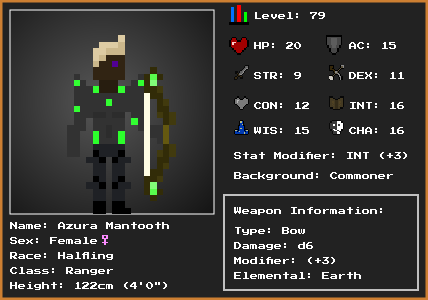 Level: 79
HP: 20 AC: 15
STR: 9 DEX: 11
CON: 12 INT: 16
WIS: 15 CHA: 16
Stat Modifier: INT (+3)
Background: Commoner
Weapon Information:
Type: Bow
Damage: d6
Modifier: (+3)
Elemental: Earth
Name: Azura Mantooth
Sex: Female♀
Race: Halfling
Class: Ranger
Height: 122cm (4'0")